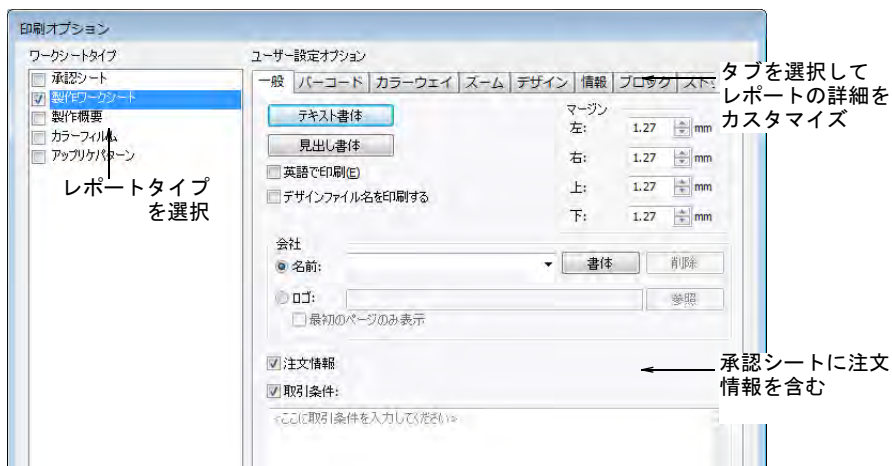 印刷オプション
ワークシートタイプ
承認シート
製作ワークシート
製作概要
カラーフィルム
アップリケパターン
レポートタイプ
を選択
ユーザー設定オプション
一般 バーコード カラーウェイ ズーム デザイン 情報 ブロック
テキスト書体
見出し書体
英語で印刷(E)
デザインファイル名を印刷する
マージン
左: 1.27 mm
右: 1.27 mm
上: 1.27 mm
下: 1.27 mm
会社
名前: 書体 削除
ロゴ: 参照
最初のページのみ表示
注文情報
取引条件:
<ここに取引条件を入力してください>
タブを選択して
レポートの詳細を
カスタマイズ
承認シートに注文
情報を含む